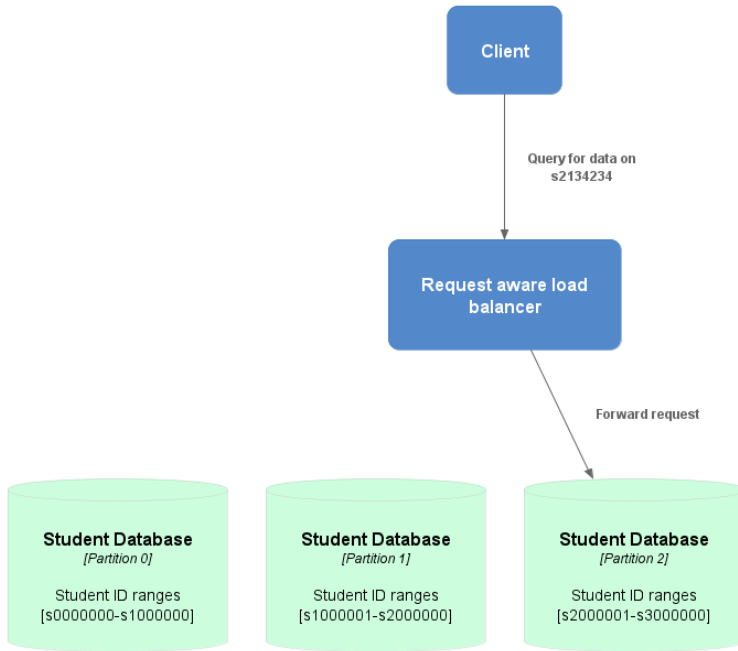 Client
Query for data on
s2134234
Request aware load
balancer
Forward request
Student Database
[Partition 0]
Student ID ranges
[s0000000-s1000000]
Student Database
[Partition 1]
Student ID ranges
[s1000001-s2000000]
Student Database
[Partition 2]
Student ID ranges
[s2000001-s3000000]